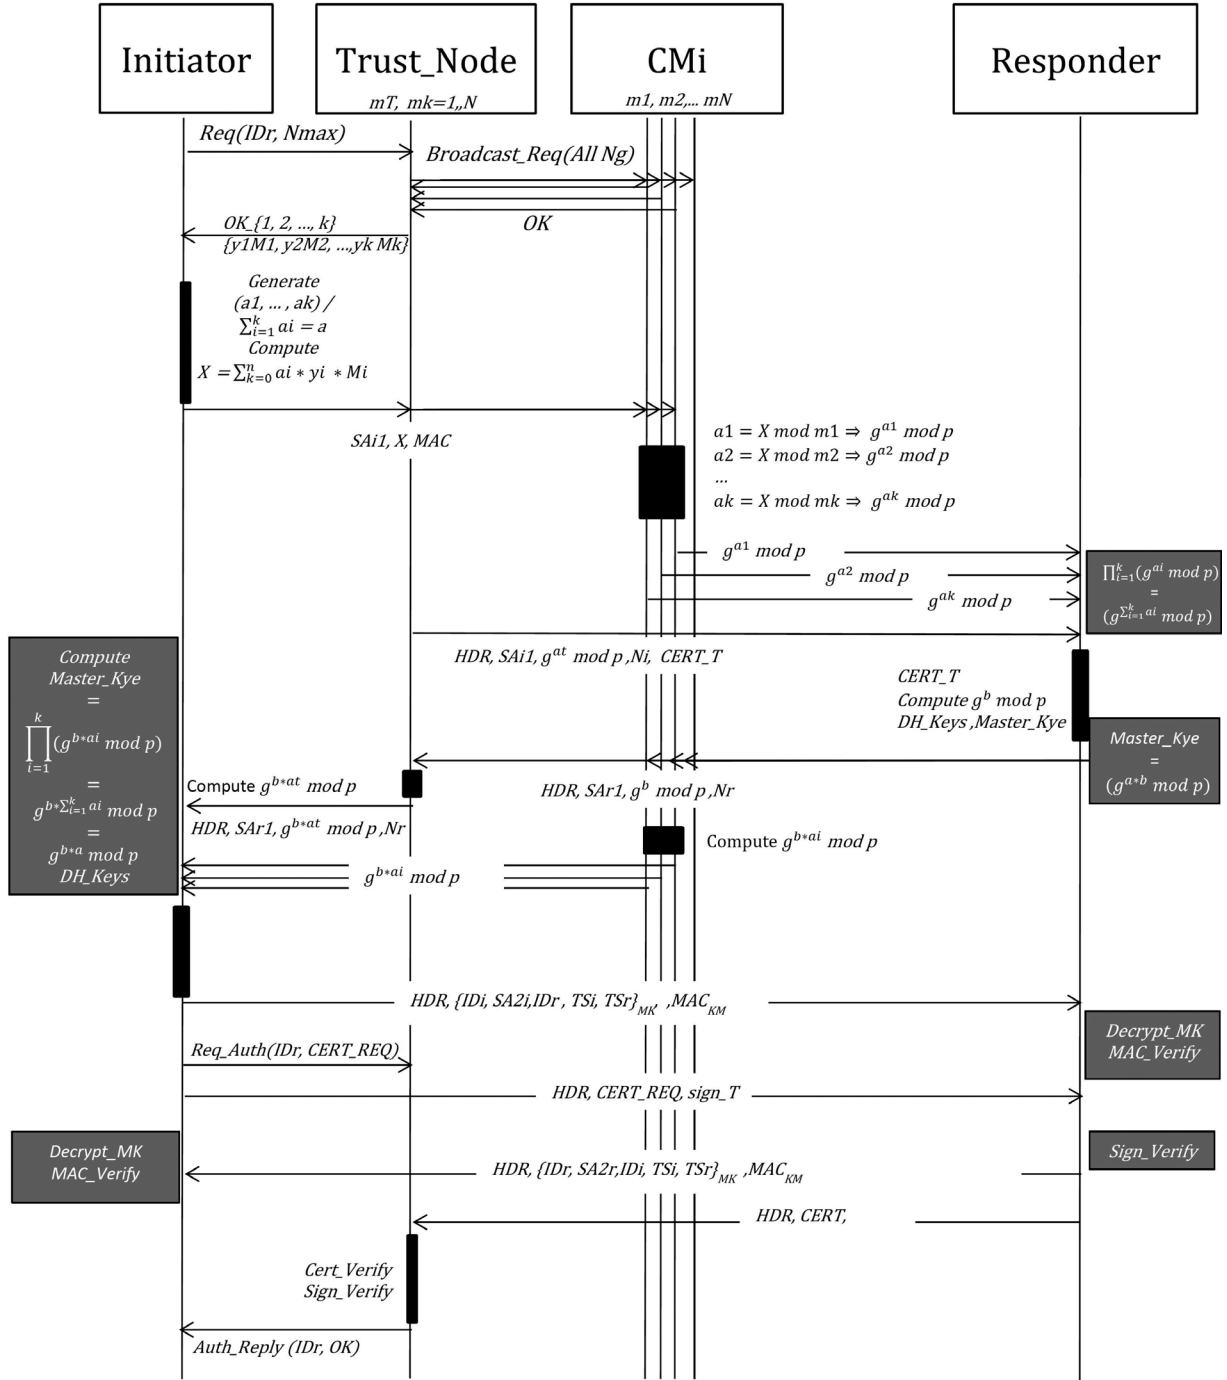 Initiator
Trust_Node
mT, mk=1,,N
CMi
m1, m2,... mN
Responder
Req(IDr, Nmax)
Broadcast_Req(All Ng)
OK
OK_{1, 2, ..., k}
{y1M1, y2M2, ...,yk Mk}
Generate
(a1, ... , ak) /
∑_{i=1}^{k} ai = a
Compute
X = ∑_{k=0}^{n} ai * yi * Mi
SAi1, X, MAC
a1 = X mod m1 ⇒ g^{a1} mod p
a2 = X mod m2 ⇒ g^{a2} mod p
...
ak = X mod mk ⇒ g^{ak} mod p
g^{a1} mod p
g^{a2} mod p
g^{ak} mod p
∏_{i=1}^{k}(g^{ai} mod p)
=
(g^{∑_{i=1}^{k} ai} mod p)
HDR, SAi1, g^{at} mod p ,Ni, CERT_T
Compute
Master_Kye
=
∏_{i=1}^{k}(g^{b*ai} mod p)
=
g^{b*∑_{i=1}^{k} ai} mod p
=
g^{b*a} mod p
DH_Keys
CERT_T
Compute g^{b} mod p
DH_Keys ,Master_Kye
Master_Kye
=
(g^{a*b} mod p)
HDR, SAr1, g^{b} mod p ,Nr
Compute g^{b*at} mod p
HDR, SAr1, g^{b*at} mod p ,Nr
Compute g^{b*ai} mod p
g^{b*ai} mod p
HDR, {IDi, SA2i,IDr , TSi, TSr}_{MK}, ,MAC_{KM}
Decrypt_MK
MAC_Verify
Req_Auth(IDr, CERT_REQ)
HDR, CERT_REQ, sign_T
Sign_Verify
Decrypt_MK
MAC_Verify
HDR, {IDr, SA2r,IDi, TSi, TSr}_{MK} ,MAC_{KM}
HDR, CERT,
Cert_Verify
Sign_Verify
Auth_Reply (IDr, OK)